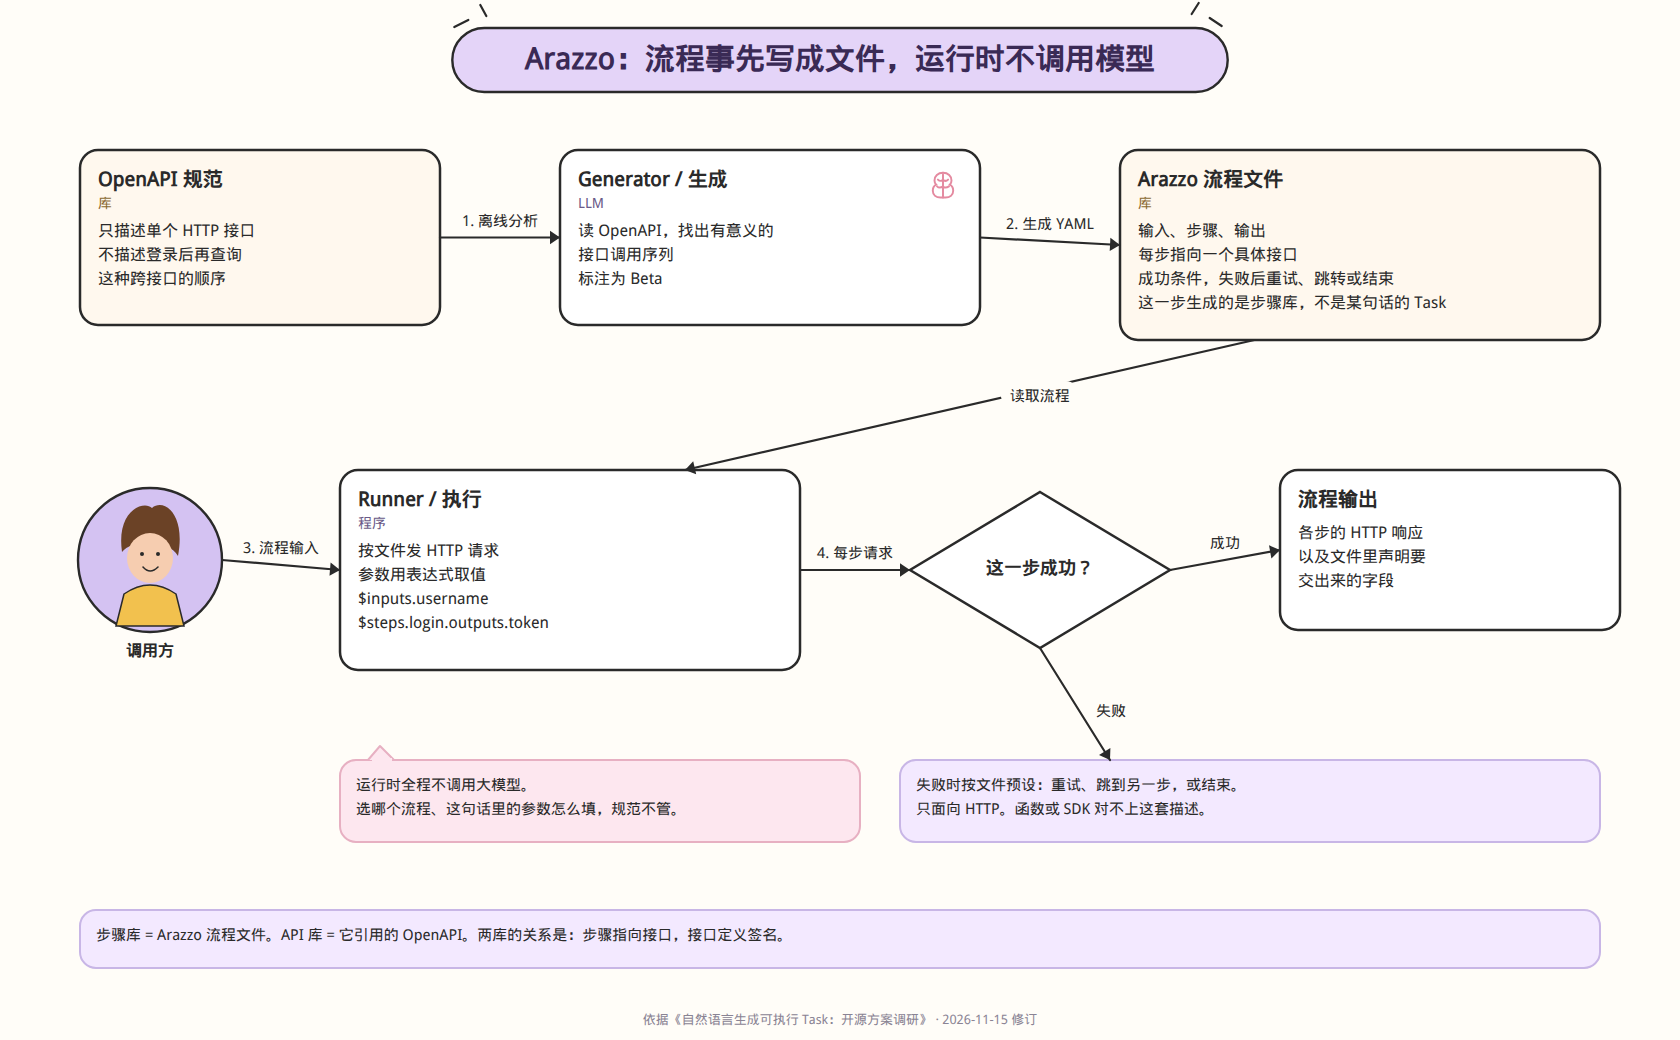 Arazzo：流程事先写成文件，运行时不调用模型
OpenAPI 规范
库
只描述单个 HTTP 接口
不描述登录后再查询
这种跨接口的顺序
1. 离线分析
Generator / 生成
LLM
读 OpenAPI，找出有意义的
接口调用序列
标注为 Beta
2. 生成 YAML
Arazzo 流程文件
库
输入、步骤、输出
每步指向一个具体接口
成功条件，失败后重试、跳转或结束
这一步生成的是步骤库，不是某句话的 Task
读取流程
调用方
3. 流程输入
Runner / 执行
程序
按文件发 HTTP 请求
参数用表达式取值
$inputs.username
$steps.login.outputs.token
4. 每步请求
这一步成功？
成功
流程输出
各步的 HTTP 响应
以及文件里声明要
交出来的字段
失败
运行时全程不调用大模型。
选哪个流程、这句话里的参数怎么填，规范不管。
失败时按文件预设：重试、跳到另一步，或结束。
只面向 HTTP。函数或 SDK 对不上这套描述。
步骤库 = Arazzo 流程文件。API 库 = 它引用的 OpenAPI。两库的关系是：步骤指向接口，接口定义签名。
依据《自然语言生成可执行 Task：开源方案调研》 · 2026-11-15 修订